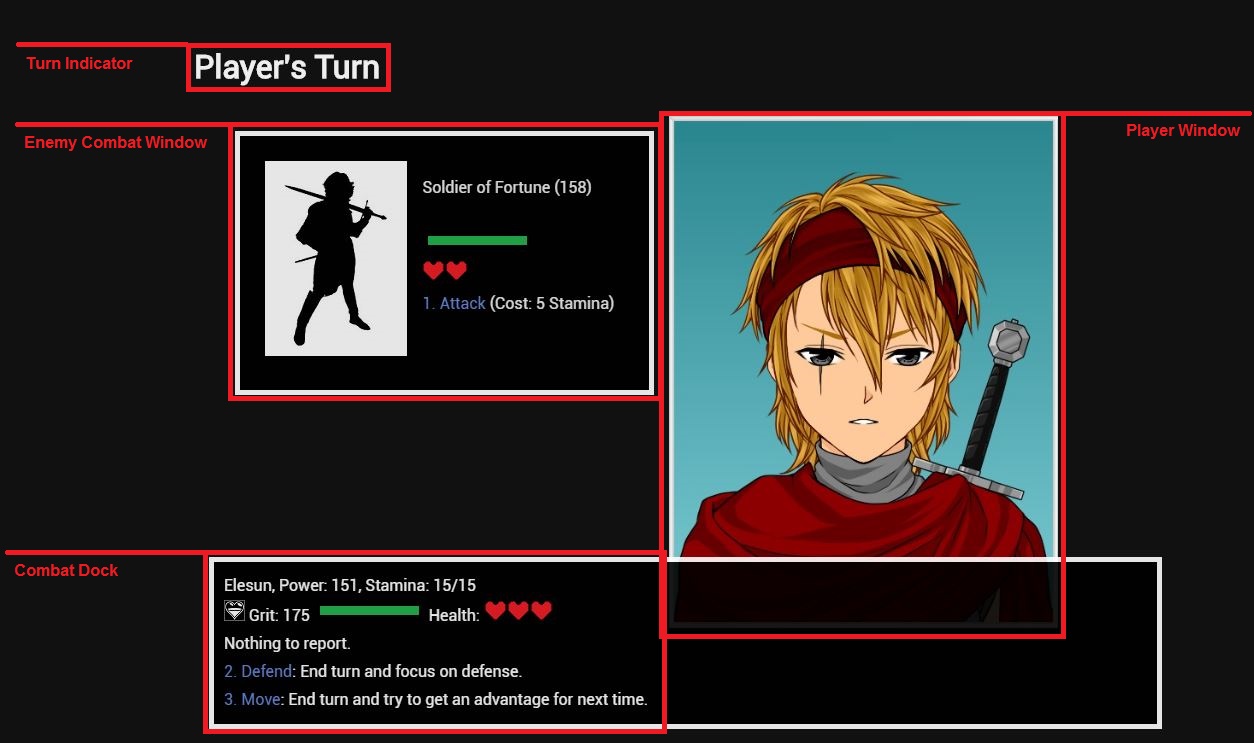 Turn Indicator
Player's Turn
Enemy Combat Window
Player Window
Soldier of Fortune (158)
1. Attack (Cost: 5 Stamina)
Combat Dock
Elesun, Power: 151, Stamina: 15/15
Grit: 175 Health:
Nothing to report.
2. Defend: End turn and focus on defense.
3. Move: End turn and try to get an advantage for next time.